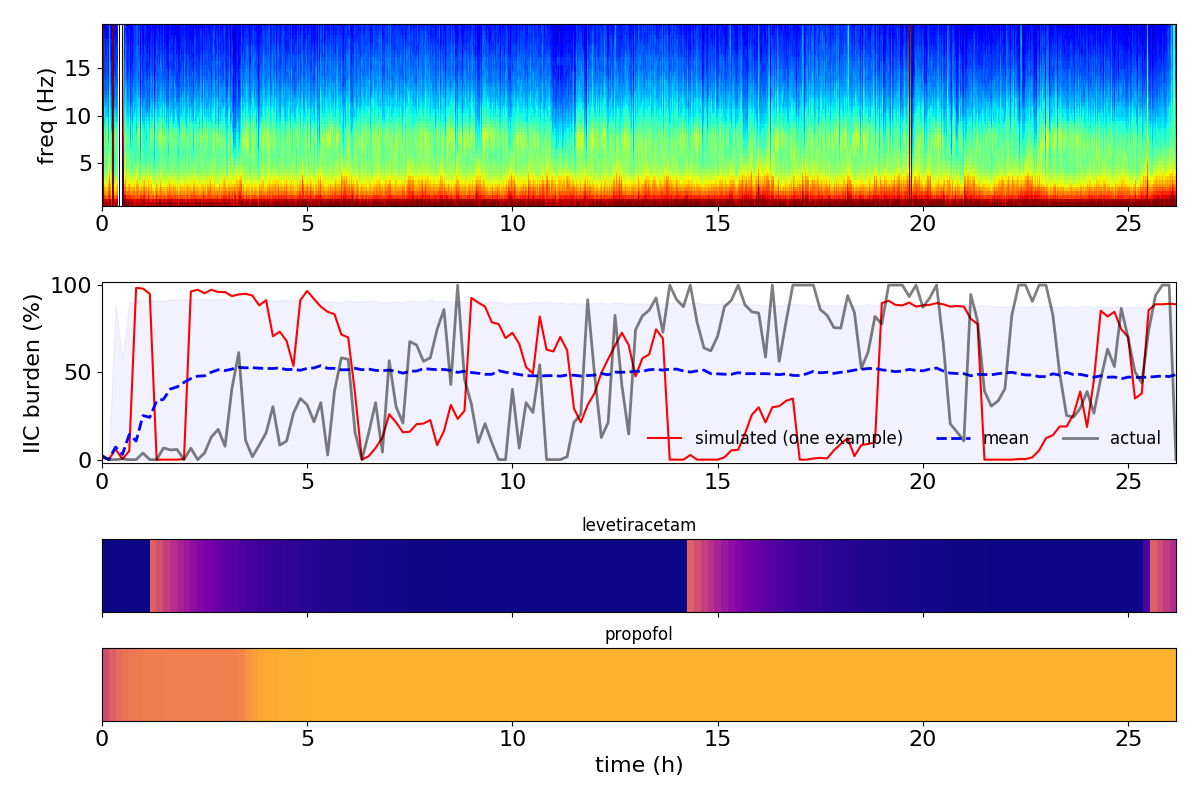 freq (Hz)
15
10
5
0 5 10 15 20 25
IIC burden (%)
100
50
0
simulated (one example) mean actual
0 5 10 15 20 25
levetiracetam
propofol
0 5 10 15 20 25
time (h)